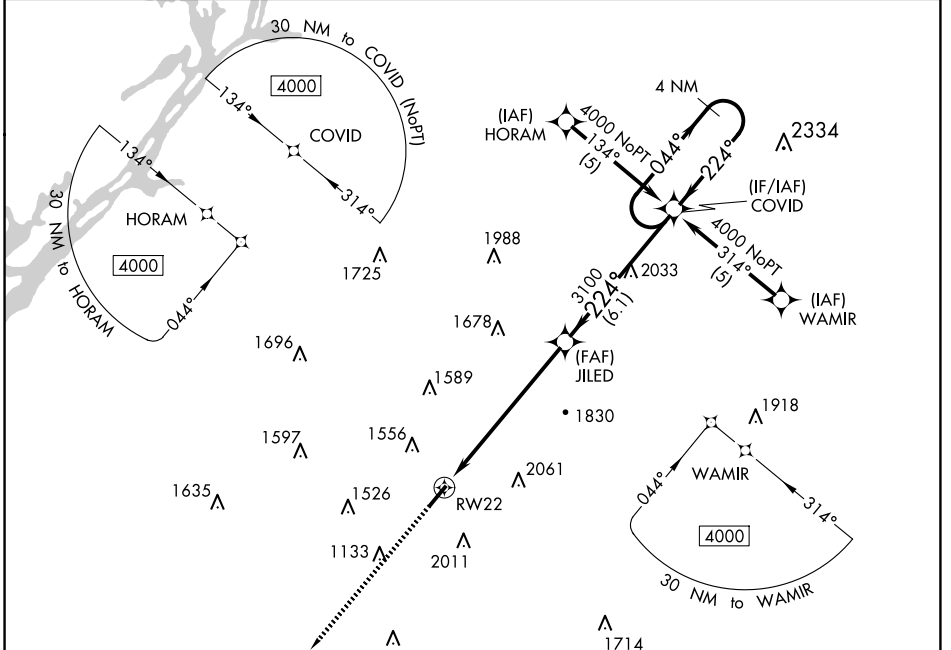 30 NM to COVID (NoPT)
4000
134°
COVID
314°
134°
HORAM
4000
044°
30 NM to HORAM
4 NM
(IAF)
HORAM
4000 NoPT
134°
(5)
044°
224°
2334
(IF/IAF)
COVID
4000 NoPT
314°
(5)
(IAF)
WAMIR
1725
1988
2033
3100
224°
(6.1)
1678
(FAF)
JILED
1696
1589
1830
1918
1597
1556
WAMIR
044°
314°
4000
30 NM to WAMIR
1635
1526
2061
RW22
1133
2011
1714